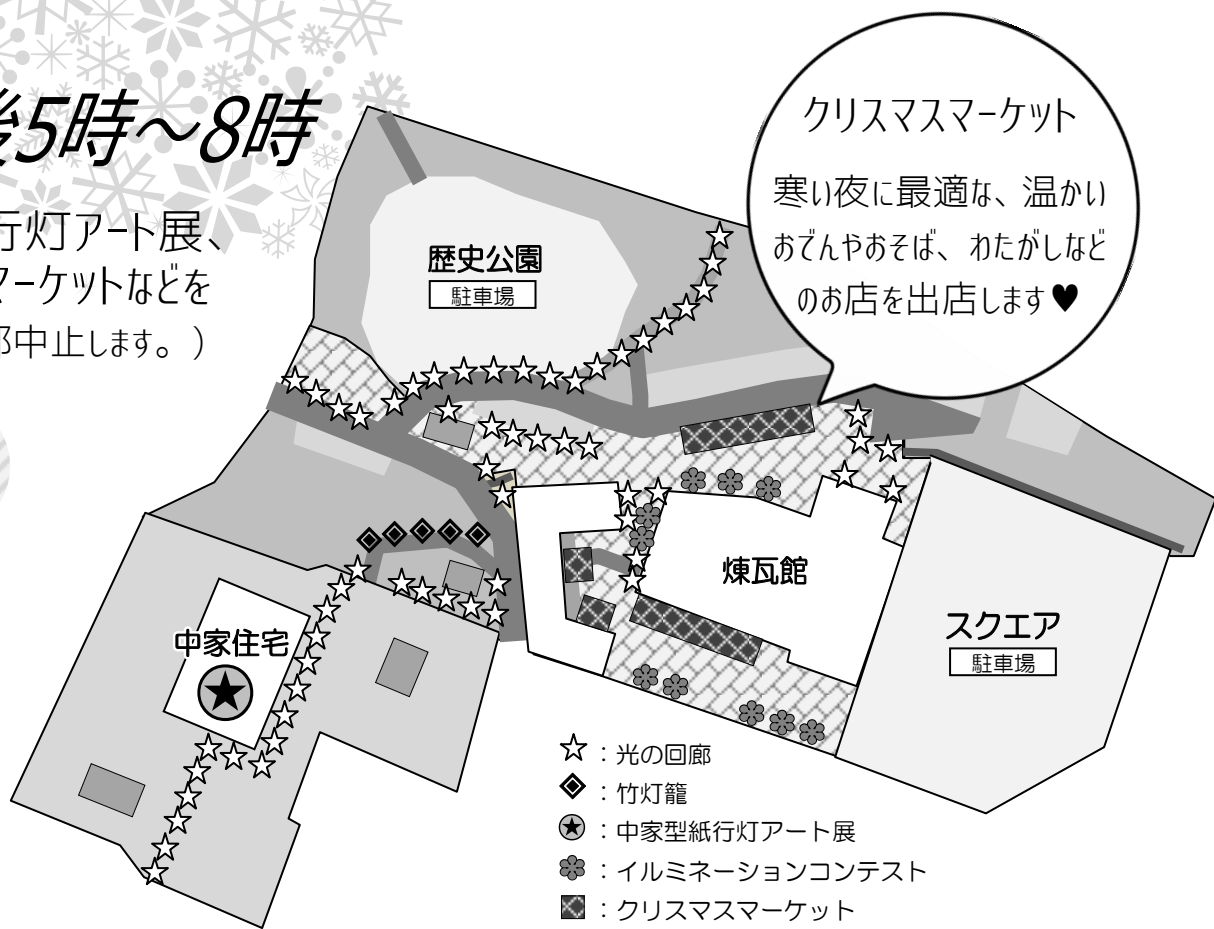 後5時～8時
行灯アート展、
マーケットなどを
中止します。）
クリスマスマーケット
寒い夜に最適な、温かい
おでんやおそば、わたがしなど
のお店を出店します♥
歴史公園
駐車場
煉瓦館
スクエア
駐車場
中家住宅
☆：光の回廊
◈：竹灯籠
★：中家型紙行灯アート展
：イルミネーションコンテスト
：クリスマスマーケット